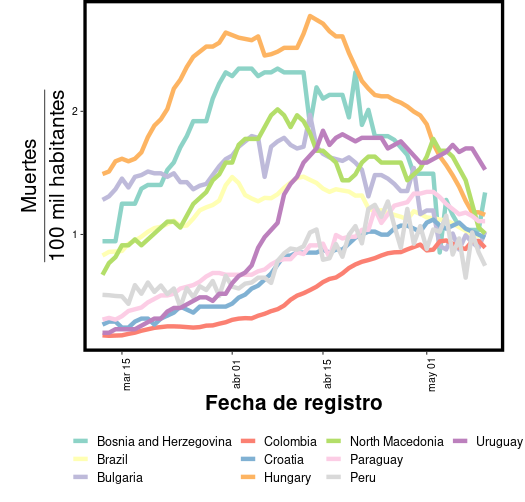 Muertes
100 mil habitantes
2
1
mar 15
abr 01
abr 15
may 01
Fecha de registro
Bosnia and Herzegovina
Colombia
North Macedonia
Uruguay
Brazil
Croatia
Paraguay
Bulgaria
Hungary
Peru